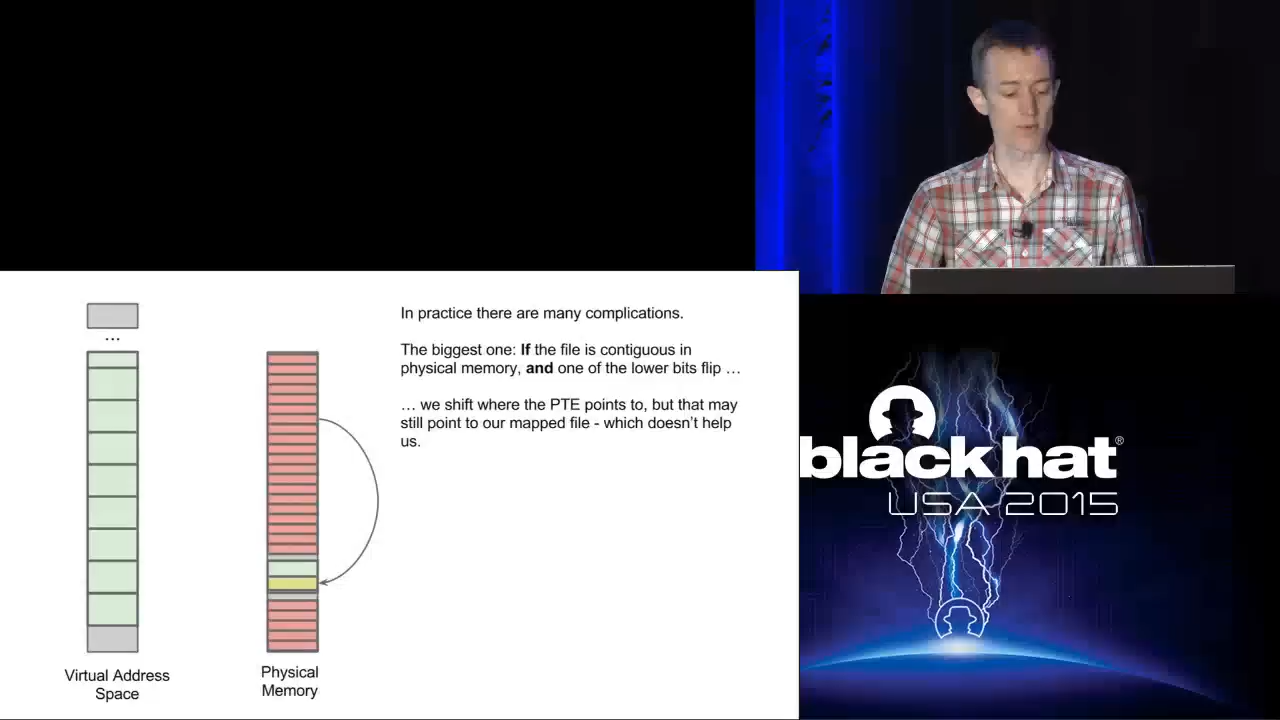 In practice there are many complications.
The biggest one: If the file is contiguous in
physical memory, and one of the lower bits flip …
… we shift where the PTE points to, but that may
still point to our mapped file - which doesn't help
us.
...
Virtual Address
Space
Physical
Memory
black hat®
USA 2015